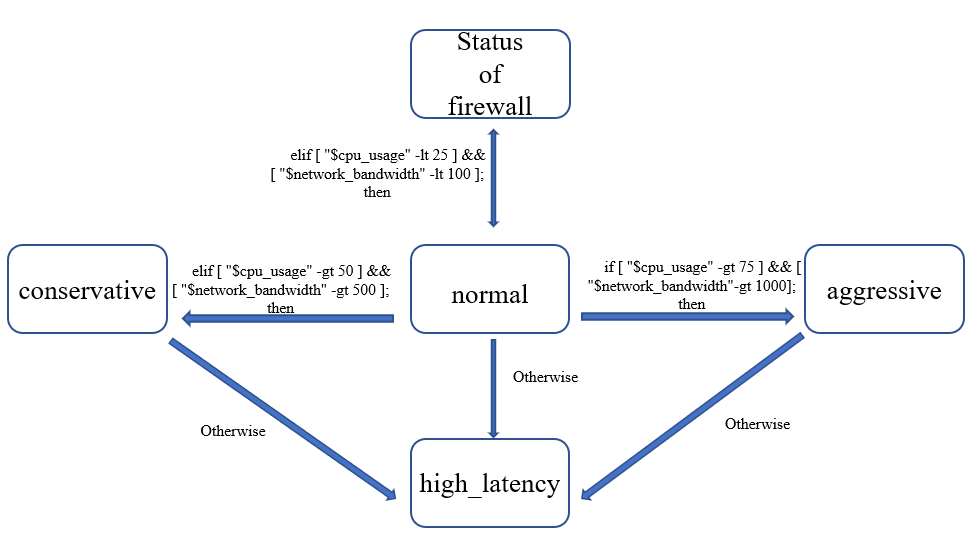 Status
of
firewall
elif [ "$cpu_usage" -lt 25 ] &&
[ "$network_bandwidth" -lt 100 ];
then
conservative
elif [ "$cpu_usage" -gt 50 ] &&
[ "$network_bandwidth" -gt 500 ];
then
normal
if [ "$cpu_usage" -gt 75 ] && [
"$network_bandwidth"-gt 1000];
then
aggressive
Otherwise
Otherwise
Otherwise
high_latency